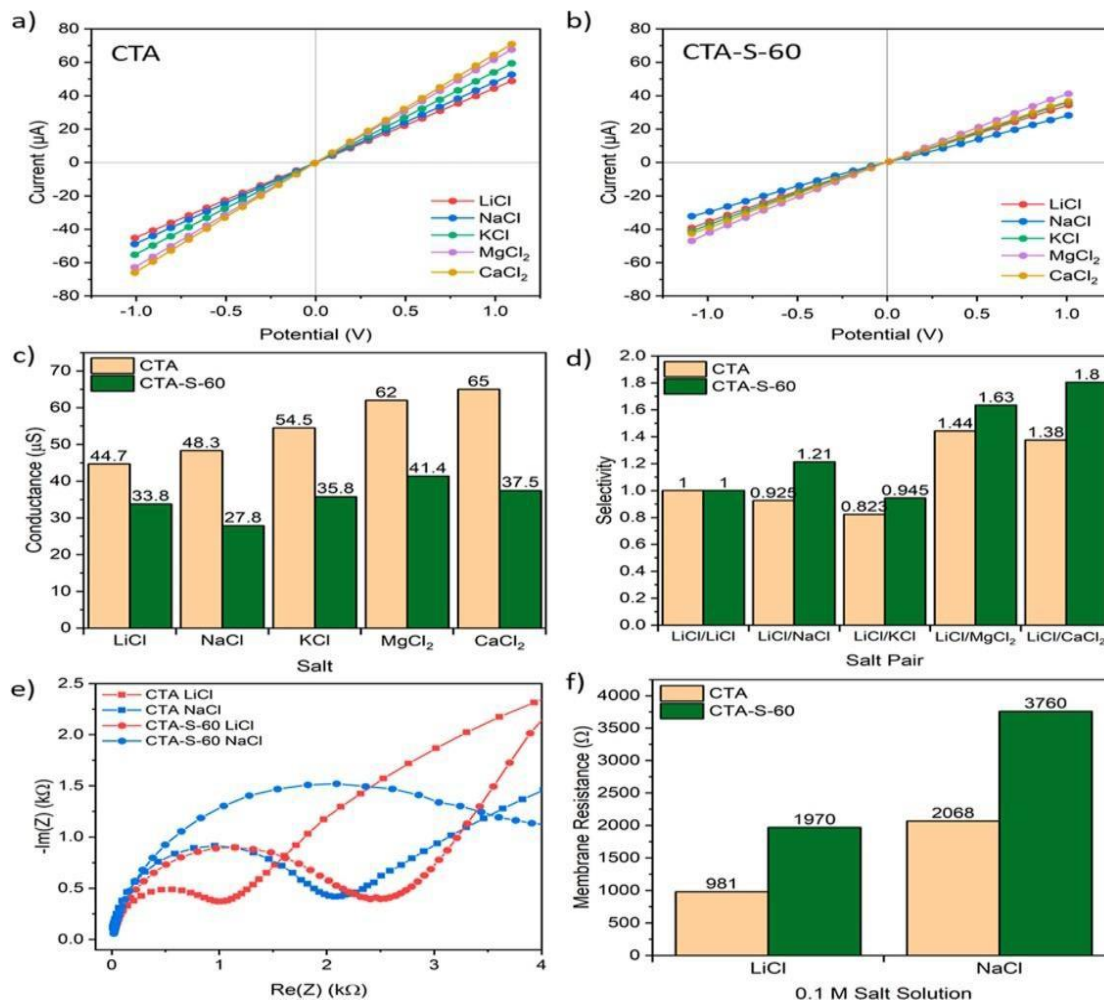 a)
CTA
Current (µA)
80
60
40
20
0
-20
-40
-60
-80
-1.0
-0.5
0.0
0.5
1.0
Potential (V)
LiCl
NaCl
KCl
MgCl₂
CaCl₂
b)
CTA-S-60
Current (µA)
80
60
40
20
0
-20
-40
-60
-80
-1.0
-0.5
0.0
0.5
1.0
Potential (V)
LiCl
NaCl
KCl
MgCl₂
CaCl₂
c)
CTA
CTA-S-60
Conductance (µS)
70
60
50
40
30
20
10
0
44.7
33.8
48.3
27.8
54.5
35.8
62
41.4
65
37.5
LiCl
NaCl
KCl
MgCl₂
CaCl₂
Salt
d)
CTA
CTA-S-60
Selectivity
2.0
1.8
1.6
1.4
1.2
1.0
0.8
0.6
0.4
0.2
0.0
1
1
0.925
1.21
0.823
0.945
1.44
1.63
1.38
1.8
LiCl/LiCl
LiCl/NaCl
LiCl/KCl
LiCl/MgCl₂
LiCl/CaCl₂
Salt Pair
e)
CTA LiCl
CTA NaCl
CTA-S-60 LiCl
CTA-S-60 NaCl
-Im(Z) (kΩ)
2.5
2.0
1.5
1.0
0.5
0.0
0
1
2
3
4
Re(Z) (kΩ)
f)
CTA
CTA-S-60
Membrane Resistance (Ω)
4000
3750
3500
3250
3000
2750
2500
2250
2000
1750
1500
1250
1000
750
500
250
0
981
1970
2068
3760
LiCl
NaCl
0.1 M Salt Solution